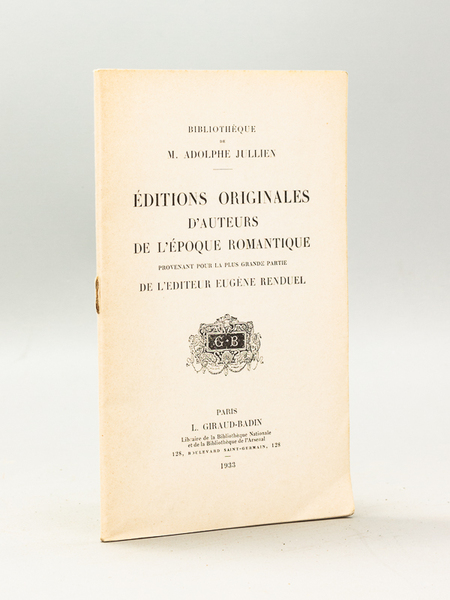 BIBLIOTHÈQUE
DE
M. ADOLPHE JULLIEN
ÉDITIONS ORIGINALES
D'AUTEURS
DE L'ÉPOQUE ROMANTIQUE
PROVENANT POUR LA PLUS GRANDE PARTIE
DE L'EDITEUR EUGÈNE RENDUEL
G·B
PARIS
L. GIRAUD-BADIN
Libraire de la Bibliothèque Nationale
et de la Bibliothèque de l'Arsenal
128, BOULEVARD SAINT-GERMAIN, 128
1933